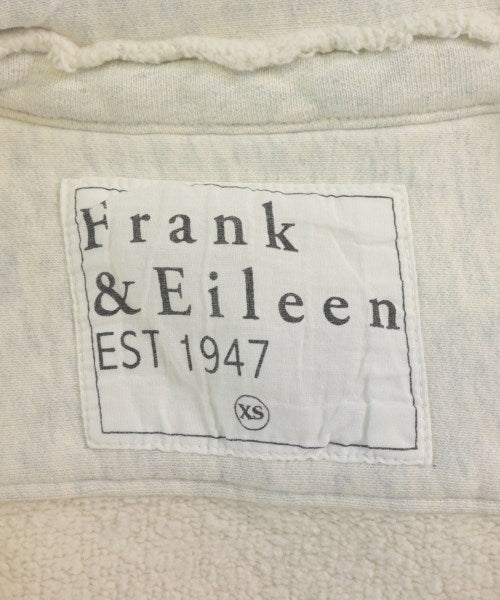 Frank
& Eileen
EST 1947
XS